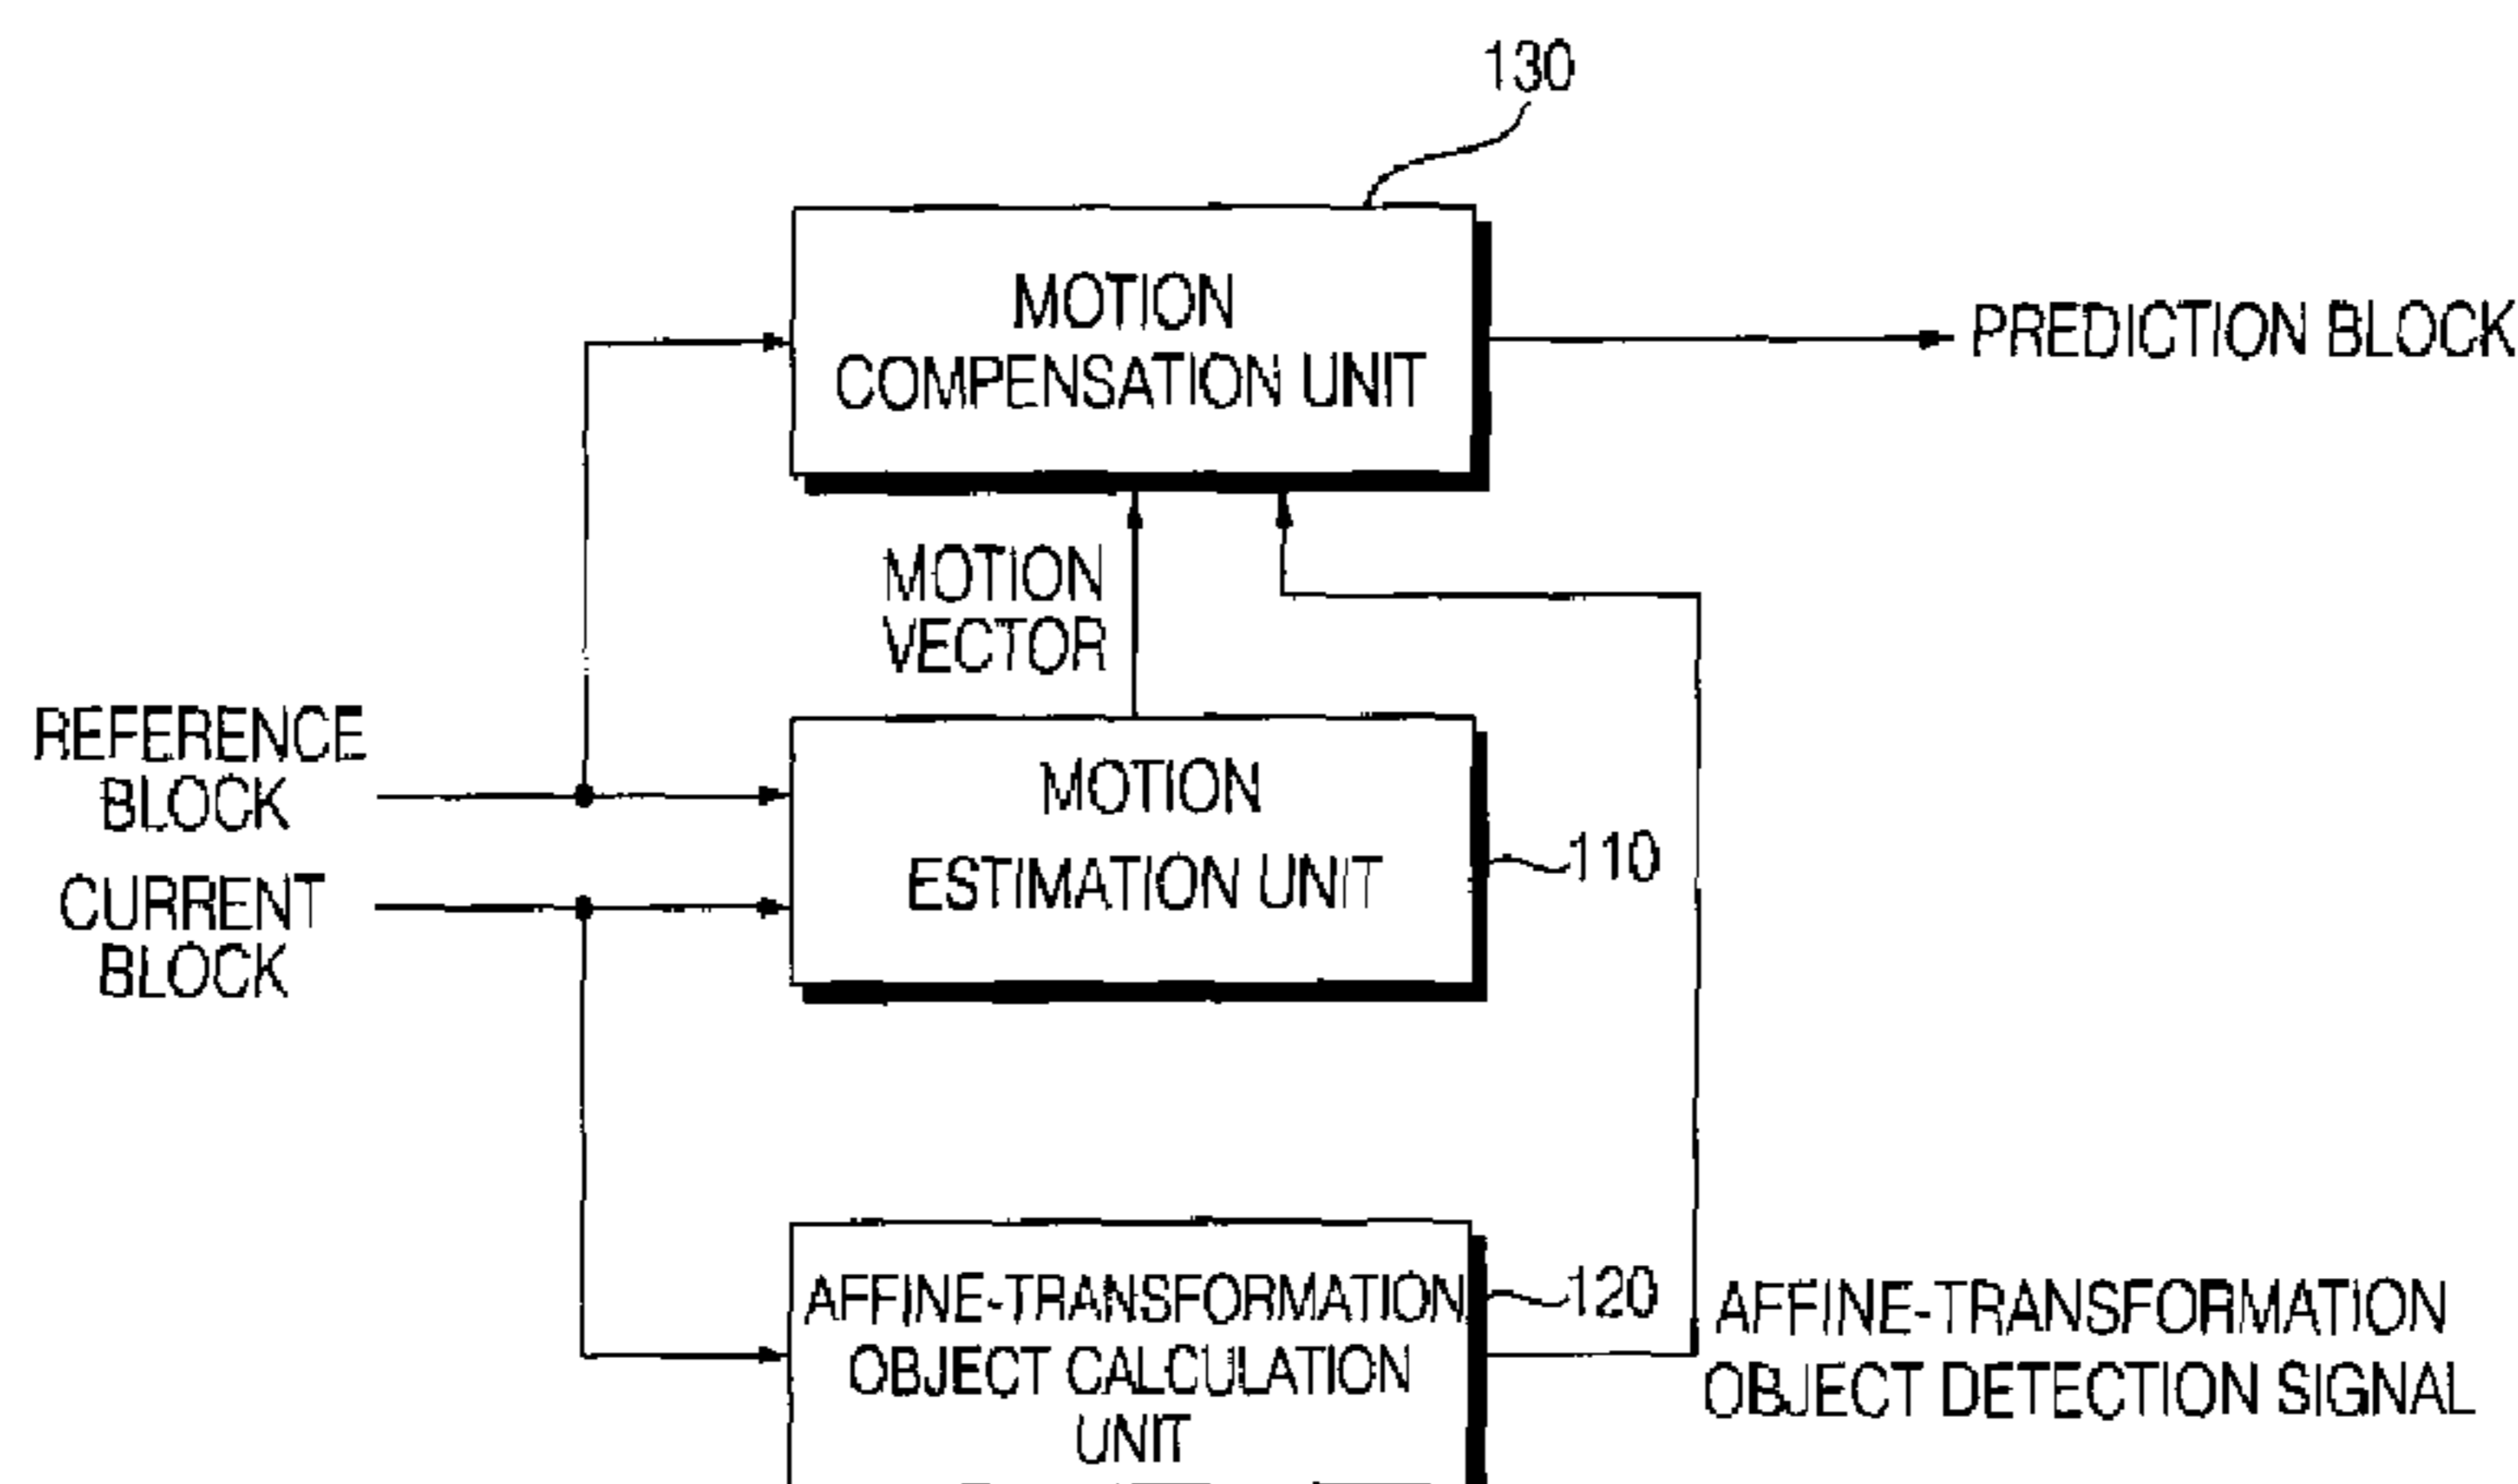 130
MOTION
COMPENSATION UNIT
PREDICTION BLOCK
MOTION
VECTOR
REFERENCE
BLOCK
MOTION
ESTIMATION UNIT
110
CURRENT
BLOCK
AFFINE-TRANSFORMATION
OBJECT CALCULATION
UNIT
120
AFFINE-TRANSFORMATION
OBJECT DETECTION SIGNAL